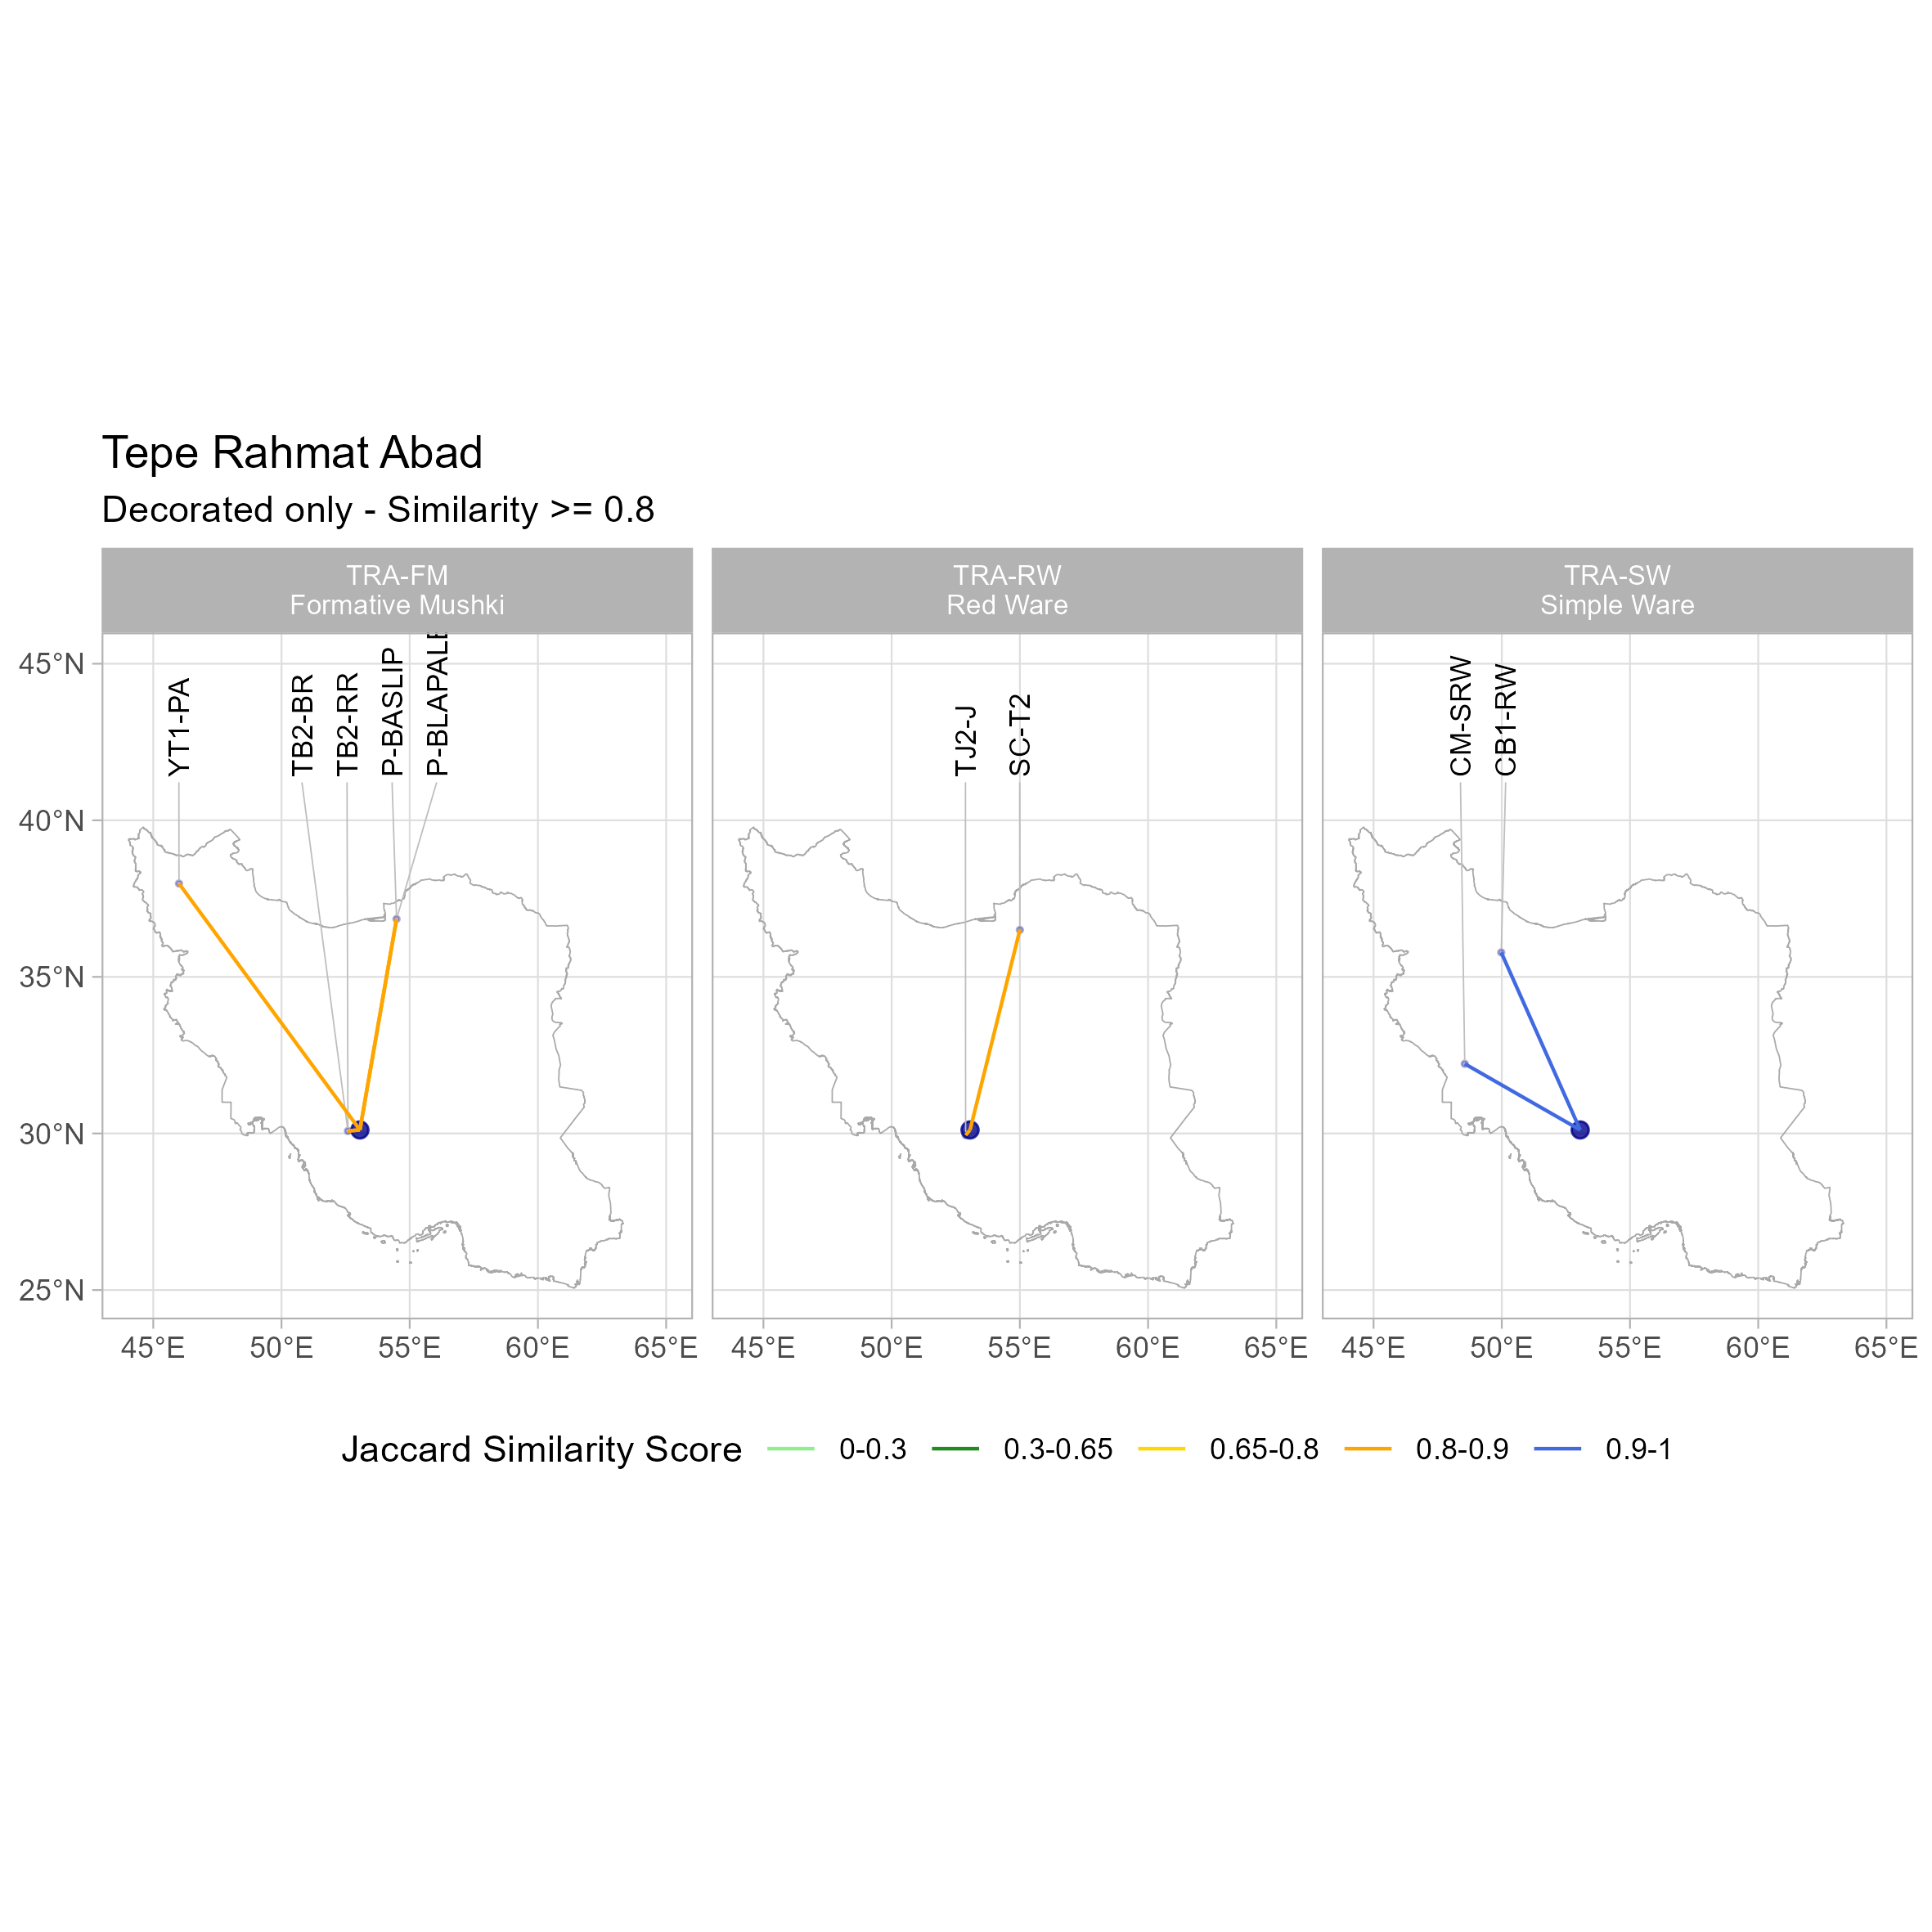 Tepe Rahmat Abad
Decorated only - Similarity >= 0.8
TRA-FM
Formative Mushki
TRA-RW
Red Ware
TRA-SW
Simple Ware
YT1-PA
TB2-BR
TB2-RR
P-BASLIP
P-BLAPALE
TJ2-J
SC-T2
CM-SRW
CB1-RW
45°N
40°N
35°N
30°N
25°N
45°E 50°E 55°E 60°E 65°E
45°E 50°E 55°E 60°E 65°E
45°E 50°E 55°E 60°E 65°E
Jaccard Similarity Score 0-0.3 0.3-0.65 0.65-0.8 0.8-0.9 0.9-1